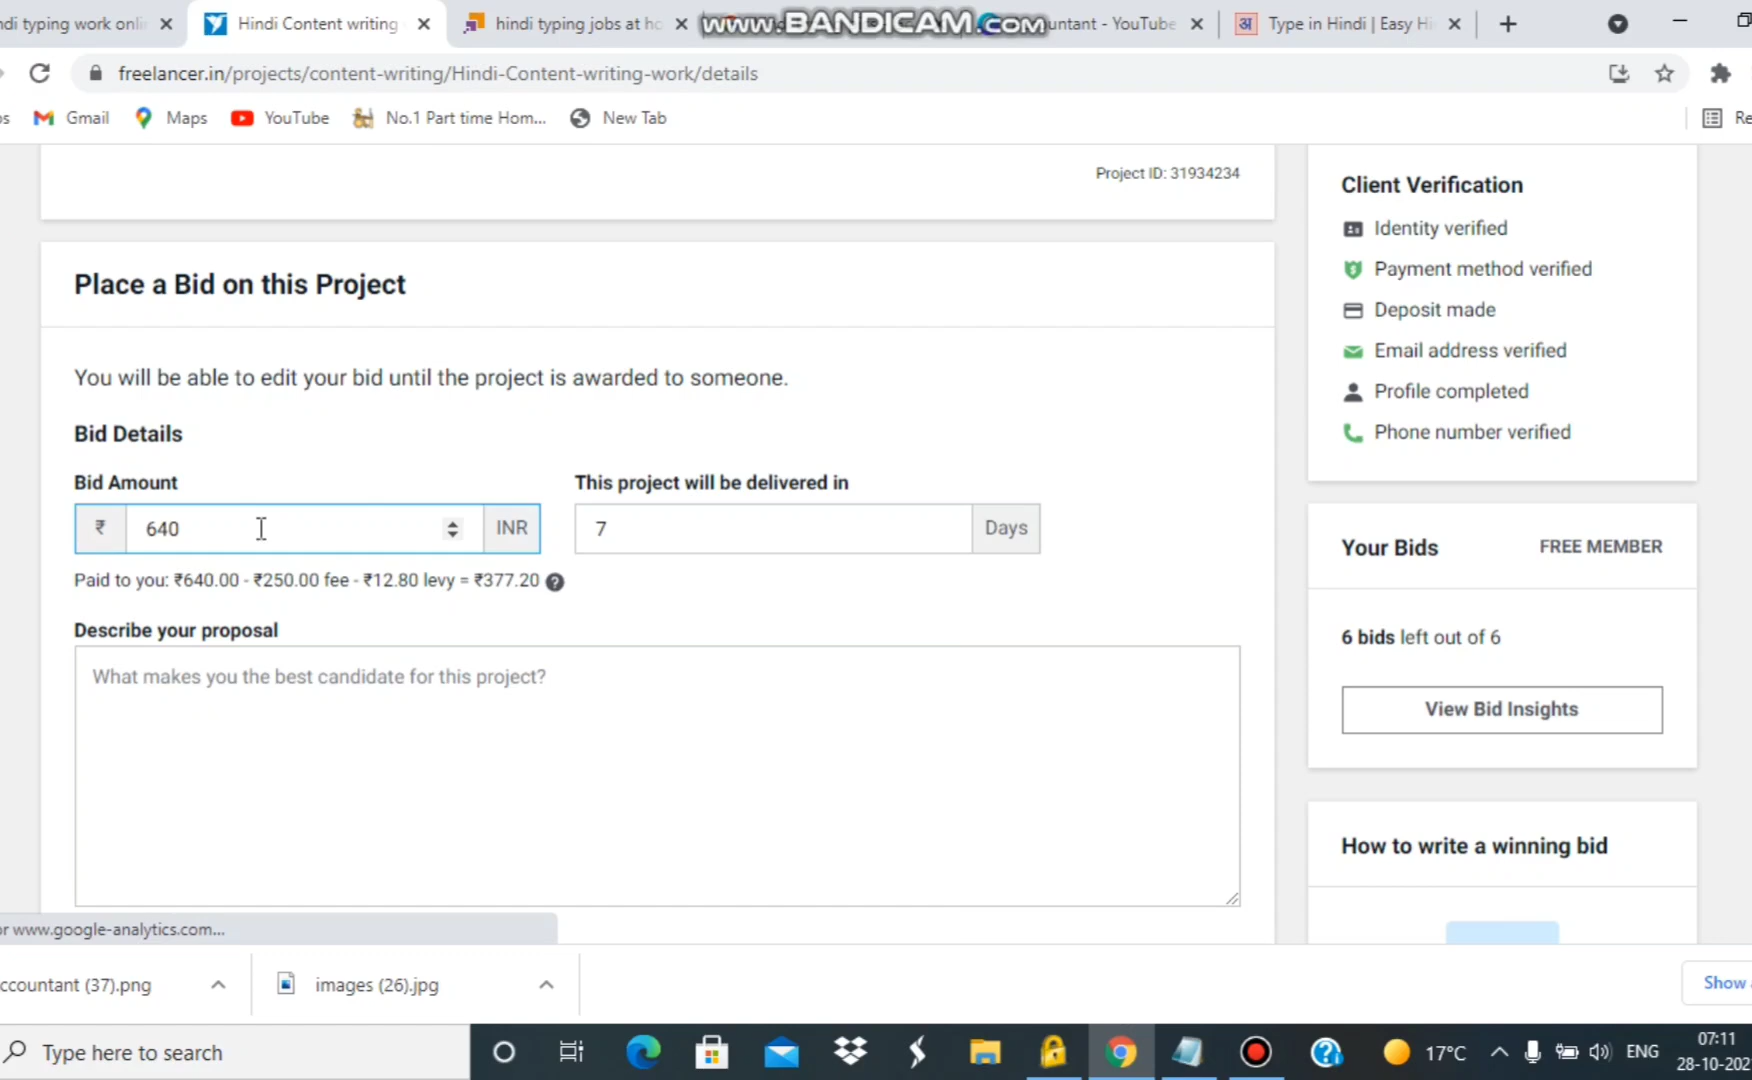 ndi typing work onlin
Hindi Content writing
hindi typing jobs at ho
www.BANDICAM.com
untant - YouTube
Type in Hindi | Easy Hi
freelancer.in/projects/content-writing/Hindi-Content-writing-work/details
Gmail
Maps
YouTube
No.1 Part time Hom...
New Tab
Re
Project ID: 31934234
Place a Bid on this Project
You will be able to edit your bid until the project is awarded to someone.
Bid Details
Bid Amount
This project will be delivered in
₹ 640 INR
7 Days
Paid to you: ₹640.00 - ₹250.00 fee - ₹12.80 levy = ₹377.20
Describe your proposal
What makes you the best candidate for this project?
Client Verification
Identity verified
Payment method verified
Deposit made
Email address verified
Profile completed
Phone number verified
Your Bids
FREE MEMBER
6 bids left out of 6
View Bid Insights
How to write a winning bid
or www.google-analytics.com...
ccountant (37).png
images (26).jpg
Show
Type here to search
17°C
ENG
07:11
28-10-202